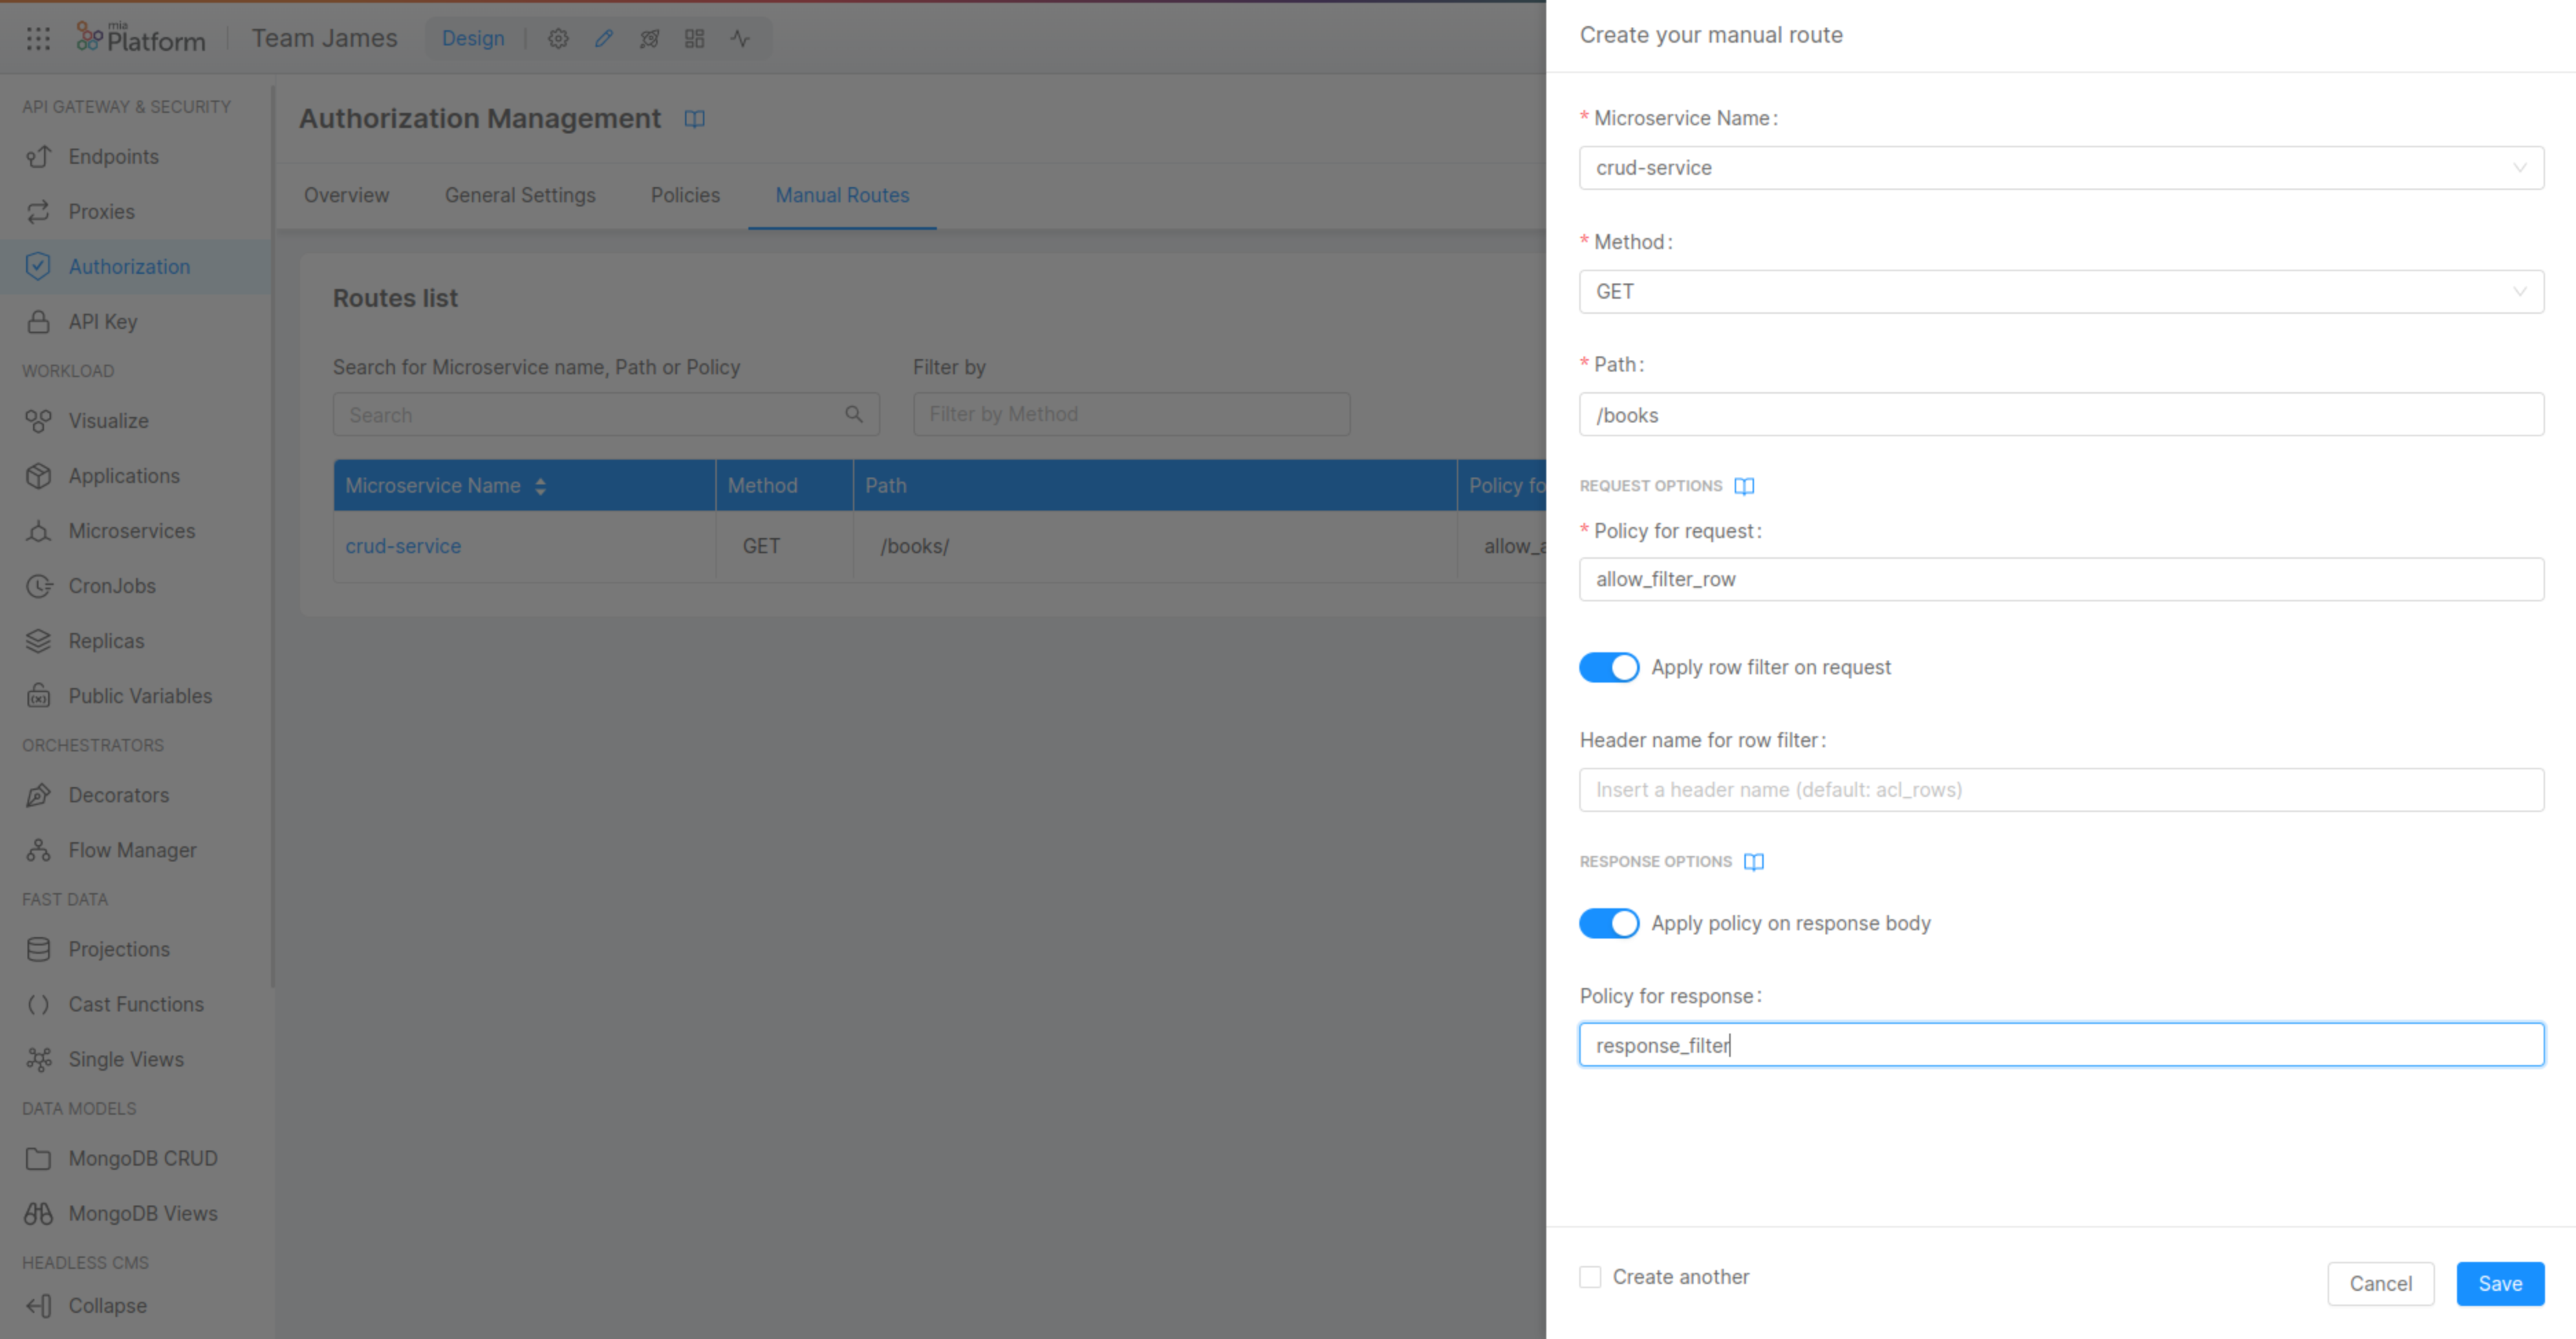 mia
Platform
Team James
Design
API GATEWAY & SECURITY
Endpoints
Proxies
Authorization
API Key
WORKLOAD
Visualize
Applications
Microservices
CronJobs
Replicas
Public Variables
ORCHESTRATORS
Decorators
Flow Manager
FAST DATA
Projections
Cast Functions
Single Views
DATA MODELS
MongoDB CRUD
MongoDB Views
HEADLESS CMS
Collapse
Authorization Management
Overview General Settings Policies Manual Routes
Routes list
Search for Microservice name, Path or Policy Filter by
Search Filter by Method
Microservice Name Method Path Policy fo
crud-service GET /books/ allow_a
Create your manual route
* Microservice Name:
crud-service
* Method:
GET
* Path:
/books
REQUEST OPTIONS
* Policy for request:
allow_filter_row
Apply row filter on request
Header name for row filter:
Insert a header name (default: acl_rows)
RESPONSE OPTIONS
Apply policy on response body
Policy for response:
response_filter
Create another
Cancel Save